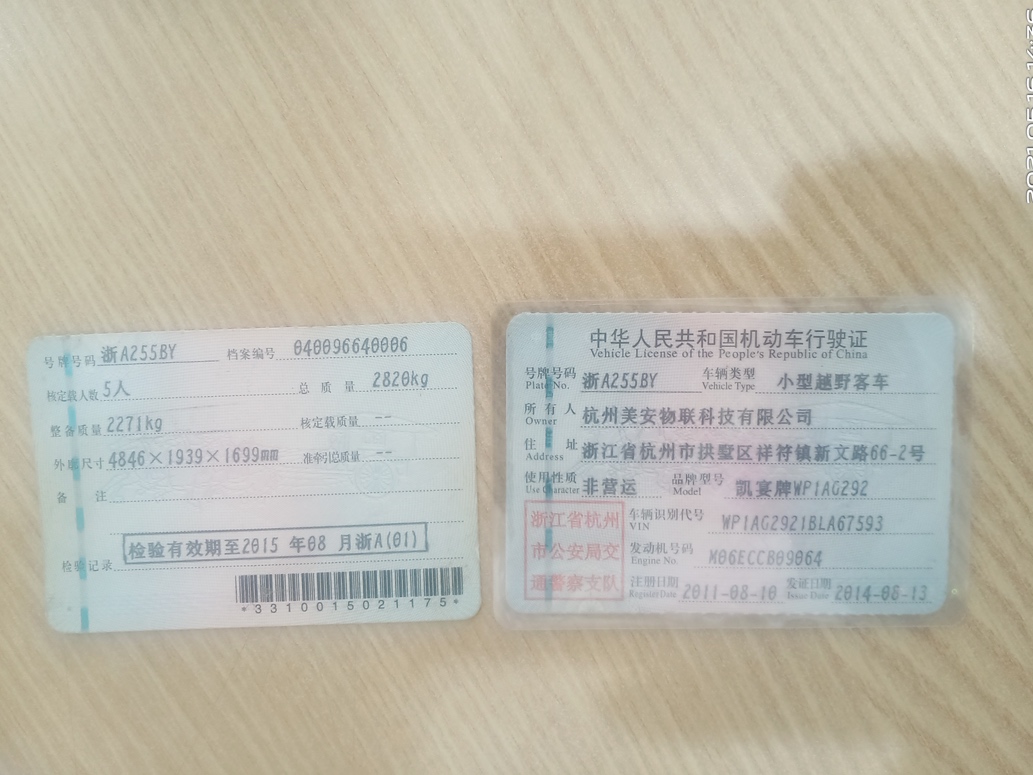 号牌号码 浙A255BY 档案编号 040096640006
核定载人数 5人 总质量 2820kg
整备质量 2271kg 核定载质量 --
外廓尺寸 4846×1939×1699mm 准牵引总质量 --
备注
检验记录 检验有效期至2015 年08 月浙A(01)
*3310015021175*
中华人民共和国机动车行驶证
Vehicle License of the People's Republic of China
号牌号码 浙A255BY 车辆类型 小型越野客车
Plate No. Vehicle Type
所有人 杭州美安物联科技有限公司
Owner
住址 浙江省杭州市拱墅区祥符镇新文路66-2号
Address
使用性质 非营运 品牌型号 凯宴牌WP1AG292
Use Character Model
浙江省杭州
市公安局交
通警察支队
车辆识别代号 WP1AG2921BLA67593
VIN
发动机号码 M06ECCB09064
Engine No.
注册日期 2011-08-10 发证日期 2014-08-13
Register Date Issue Date
2021.05.15 14:36